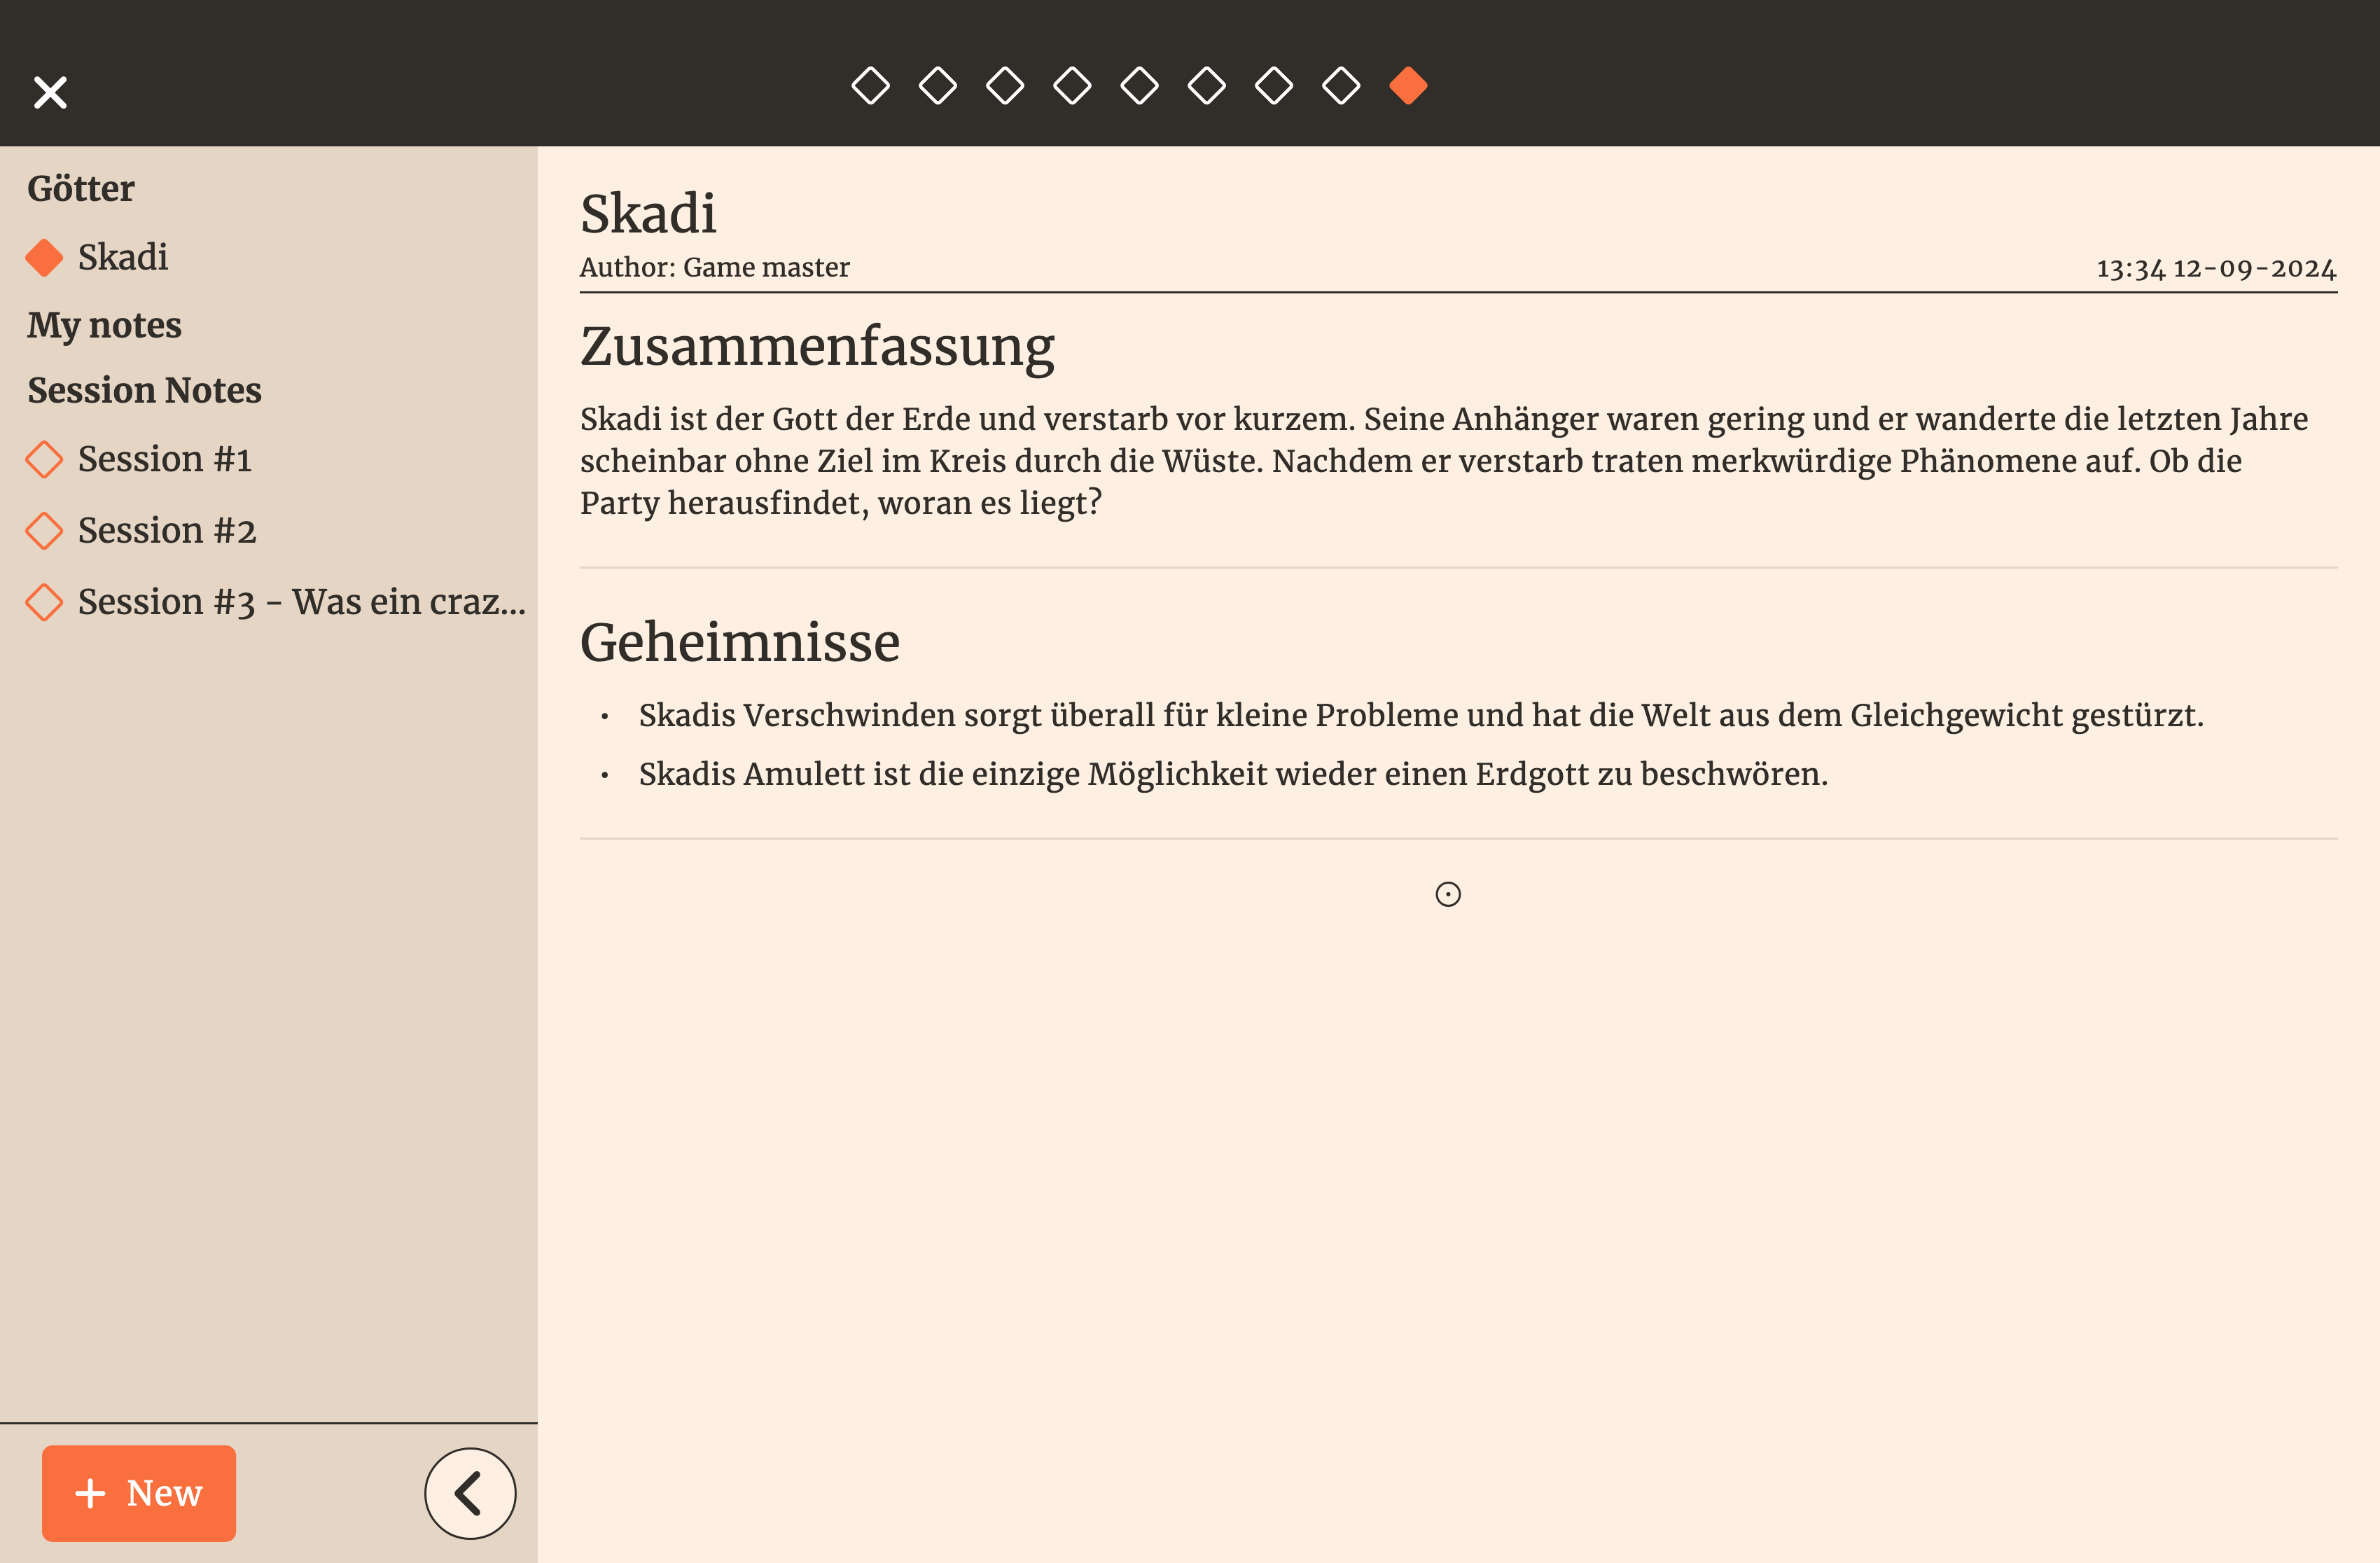 Götter
Skadi
My notes
Session Notes
Session #1
Session #2
Session #3 - Was ein craz...
+ New
Skadi
Author: Game master
13:34 12-09-2024
Zusammenfassung
Skadi ist der Gott der Erde und verstarb vor kurzem. Seine Anhänger waren gering und er wanderte die letzten Jahre
scheinbar ohne Ziel im Kreis durch die Wüste. Nachdem er verstarb traten merkwürdige Phänomene auf. Ob die
Party herausfindet, woran es liegt?
Geheimnisse
• Skadis Verschwinden sorgt überall für kleine Probleme und hat die Welt aus dem Gleichgewicht gestürzt.
• Skadis Amulett ist die einzige Möglichkeit wieder einen Erdgott zu beschwören.